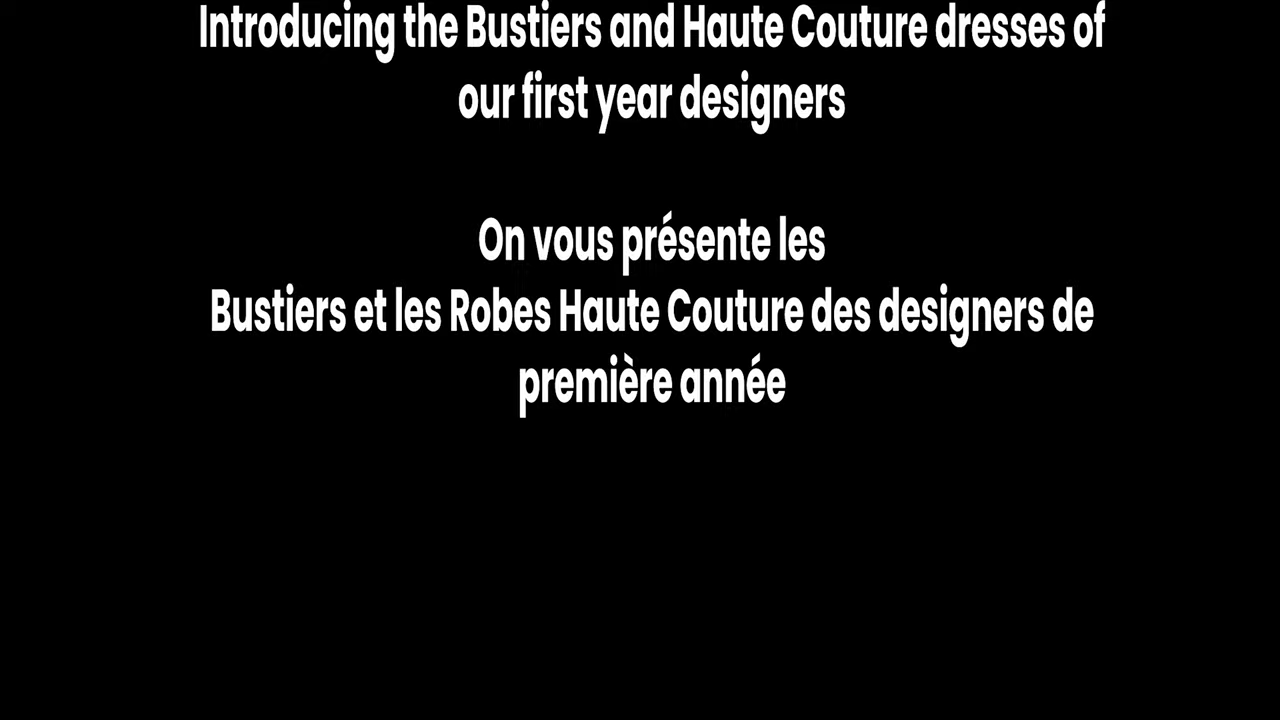 Introducing the Bustiers and Haute Couture dresses of
our first year designers
On vous présente les
Bustiers et les Robes Haute Couture des designers de
première année